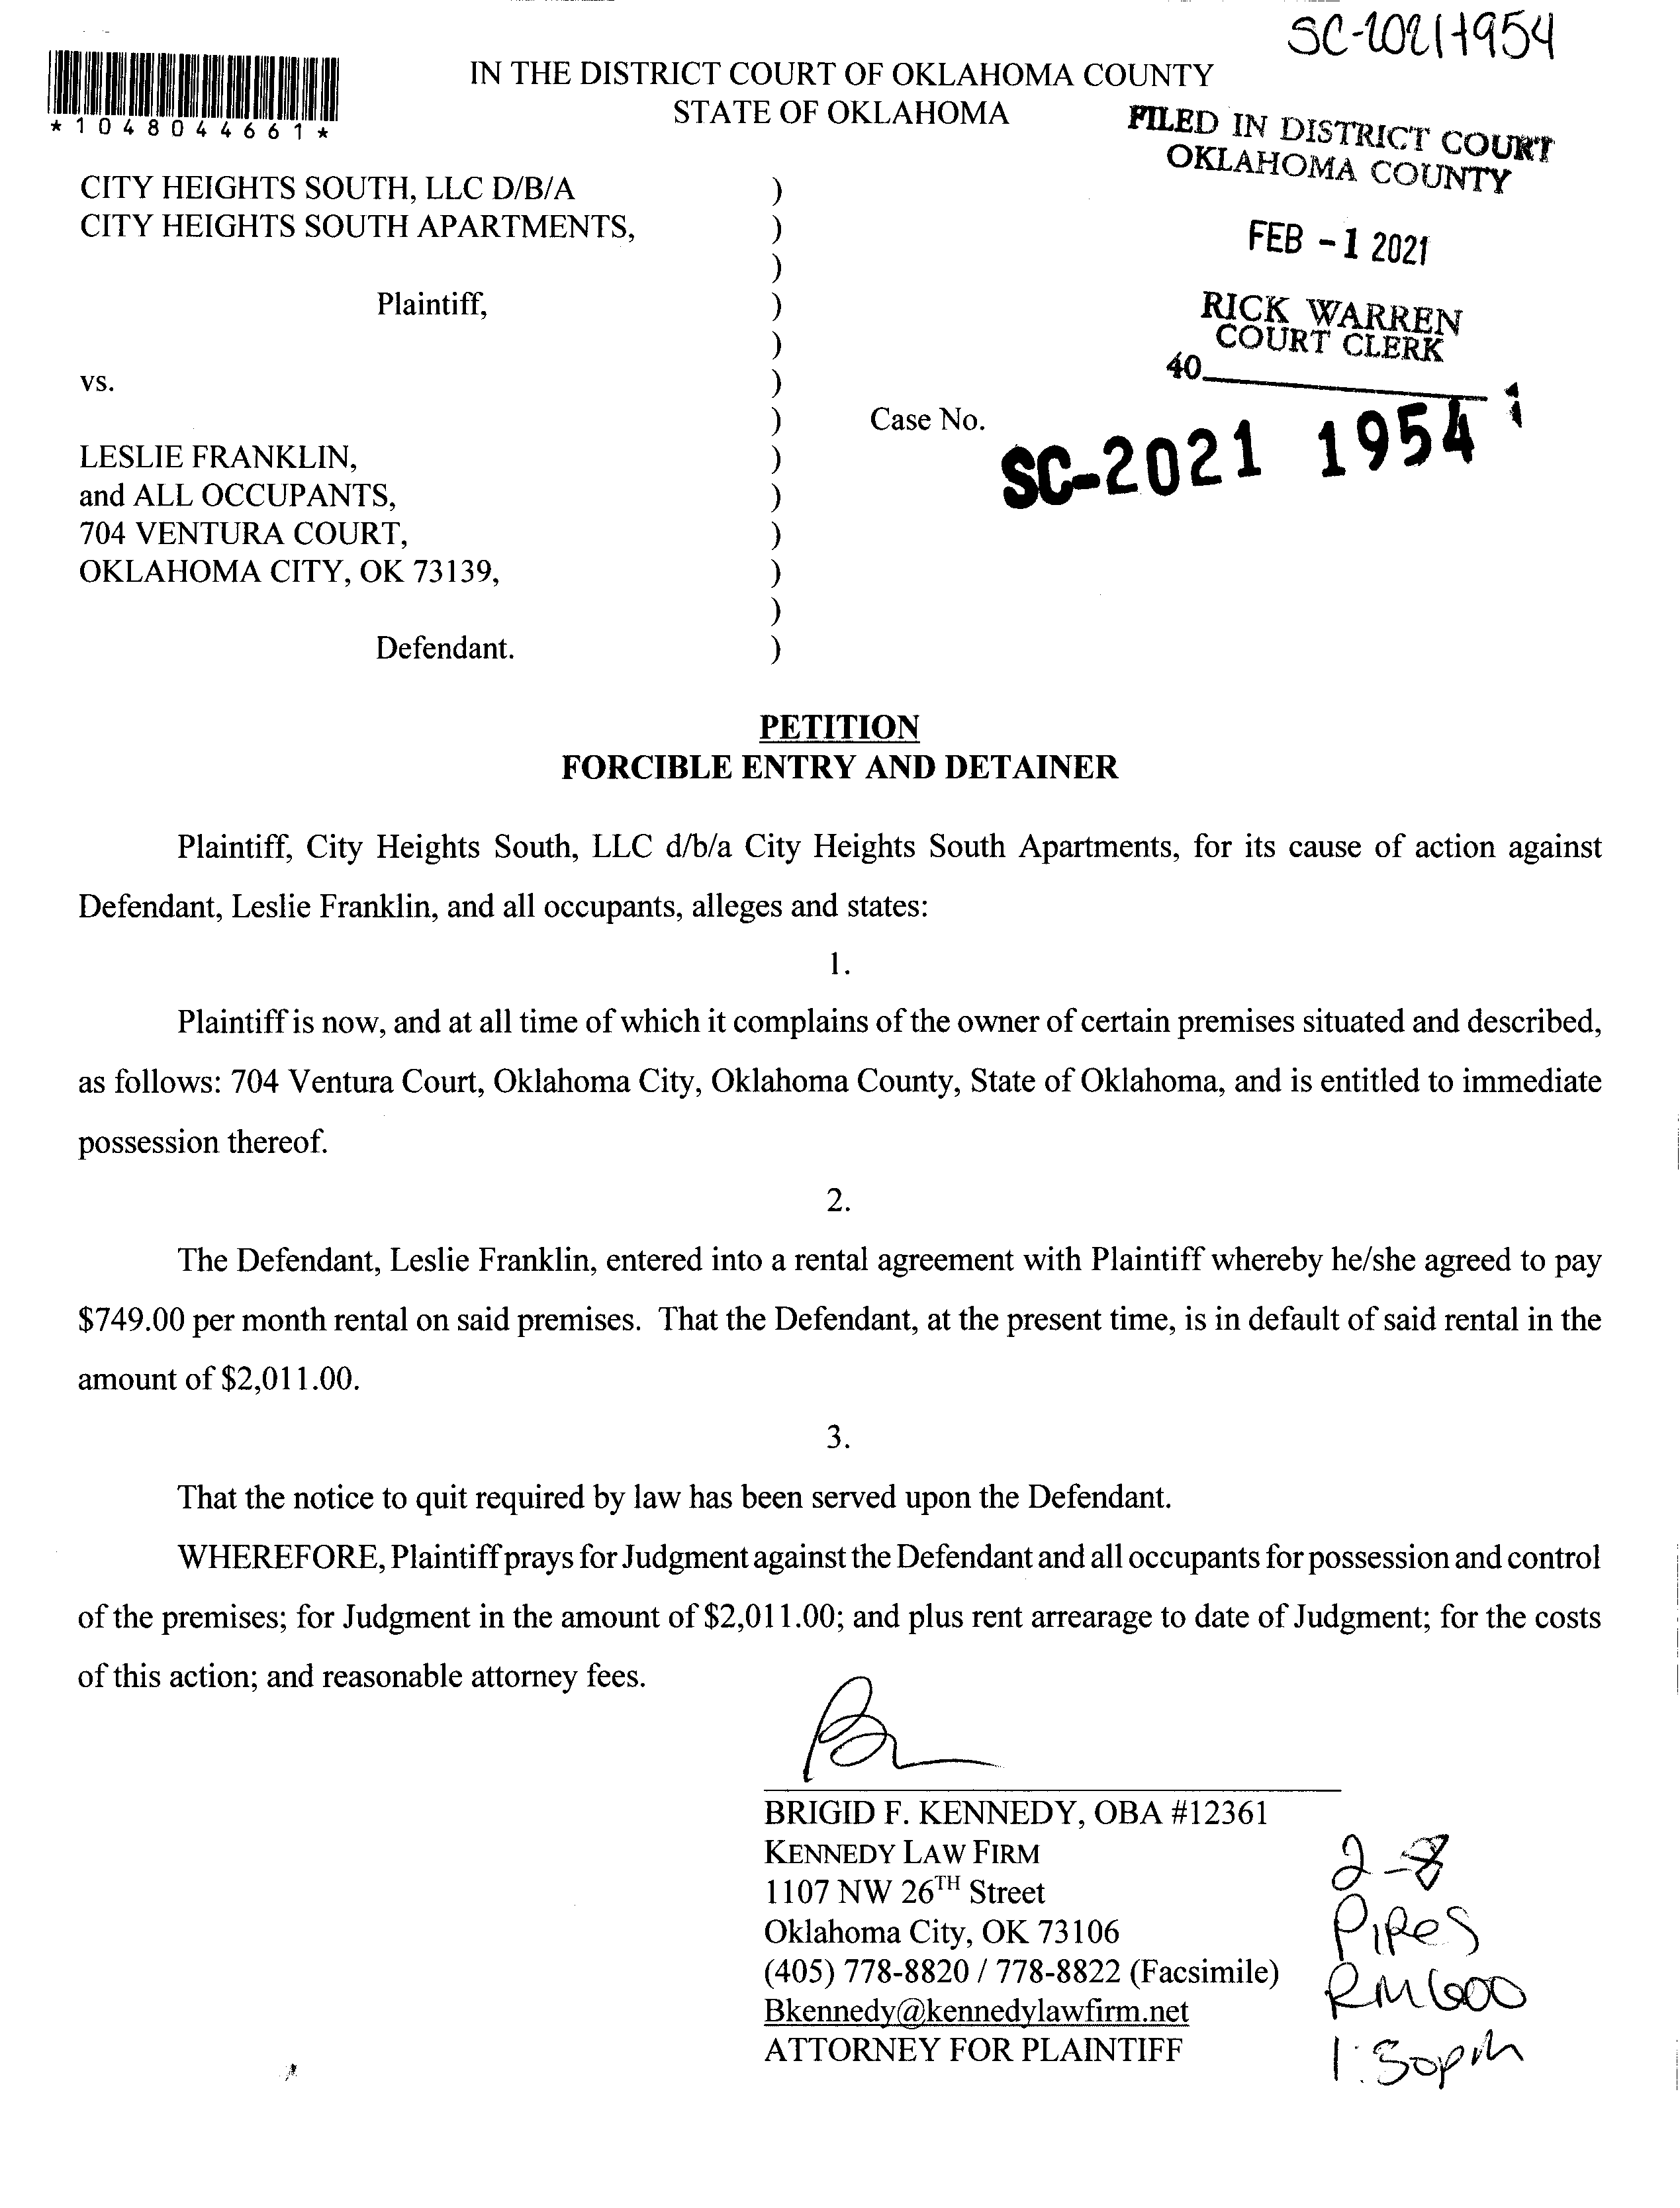 SC-2021-1954
*1048044661*
IN THE DISTRICT COURT OF OKLAHOMA COUNTY
STATE OF OKLAHOMA
FILED IN DISTRICT COURT
OKLAHOMA COUNTY
FEB -1 2021
RICK WARREN
COURT CLERK
40
CITY HEIGHTS SOUTH, LLC D/B/A )
CITY HEIGHTS SOUTH APARTMENTS, )
)
Plaintiff, )
)
vs. )
) Case No. SC-2021 1954
LESLIE FRANKLIN, )
and ALL OCCUPANTS, )
704 VENTURA COURT, )
OKLAHOMA CITY, OK 73139, )
)
Defendant. )
PETITION
FORCIBLE ENTRY AND DETAINER
Plaintiff, City Heights South, LLC d/b/a City Heights South Apartments, for its cause of action against
Defendant, Leslie Franklin, and all occupants, alleges and states:
1.
Plaintiff is now, and at all time of which it complains of the owner of certain premises situated and described,
as follows: 704 Ventura Court, Oklahoma City, Oklahoma County, State of Oklahoma, and is entitled to immediate
possession thereof.
2.
The Defendant, Leslie Franklin, entered into a rental agreement with Plaintiff whereby he/she agreed to pay
$749.00 per month rental on said premises. That the Defendant, at the present time, is in default of said rental in the
amount of $2,011.00.
3.
That the notice to quit required by law has been served upon the Defendant.
WHEREFORE, Plaintiff prays for Judgment against the Defendant and all occupants for possession and control
of the premises; for Judgment in the amount of $2,011.00; and plus rent arrearage to date of Judgment; for the costs
of this action; and reasonable attorney fees.
BRIGID F. KENNEDY, OBA #12361
KENNEDY LAW FIRM
1107 NW 26TH Street
Oklahoma City, OK 73106
(405) 778-8820 / 778-8822 (Facsimile)
Bkennedy@kennedylawfirm.net
ATTORNEY FOR PLAINTIFF
2-8
Pipes
RM 600
1:30pm